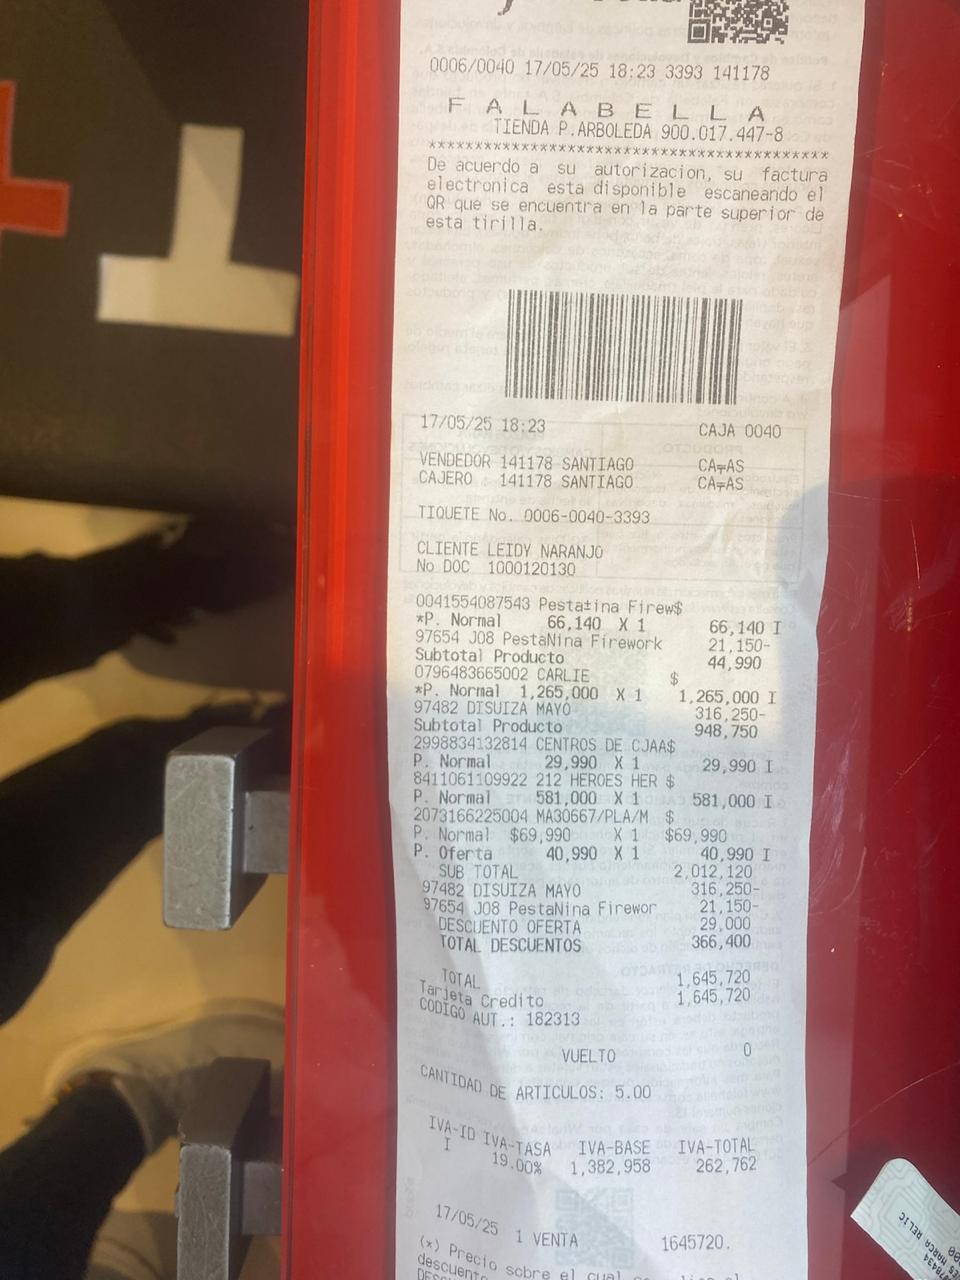 0006/0040 17/05/25 18:23 3393 141178
F A L A B E L L A
TIENDA P.ARBOLEDA 900.017.447-8
******************************************
De acuerdo a su autorizacion, su factura
electronica esta disponible escaneando el
QR que se encuentra en la parte superior de
esta tirilla.
17/05/25 18:23 CAJA 0040
VENDEDOR 141178 SANTIAGO CA╤AS
CAJERO 141178 SANTIAGO CA╤AS
TIQUETE No. 0006-0040-3393
CLIENTE LEIDY NARANJO
No DOC 1000120130
0041554087543 Pesta±ina Firew$
*P. Normal 66,140 X 1 66,140 I
97654 J08 PestaNina Firework 21,150-
Subtotal Producto 44,990
0796483665002 CARLIE $
*P. Normal 1,265,000 X 1 1,265,000 I
97482 DISUIZA MAYO 316,250-
Subtotal Producto 948,750
2998834132814 CENTROS DE CJAA$
P. Normal 29,990 X 1 29,990 I
8411061109922 212 HEROES HER $
P. Normal 581,000 X 1 581,000 I
2073166225004 MA30667/PLA/M $
P. Normal $69,990 X 1 $69,990
P. Oferta 40,990 X 1 40,990 I
SUB TOTAL 2,012,120
97482 DISUIZA MAYO 316,250-
97654 J08 PestaNina Firewor 21,150-
DESCUENTO OFERTA 29,000
TOTAL DESCUENTOS 366,400
TOTAL 1,645,720
Tarjeta Credito 1,645,720
CODIGO AUT.: 182313
VUELTO 0
CANTIDAD DE ARTICULOS: 5.00
IVA-ID IVA-TASA IVA-BASE IVA-TOTAL
I 19.00% 1,382,958 262,762
17/05/25 1 VENTA 1645720.
(*) Precio sobre el cual
descuento
MARCA RELIC